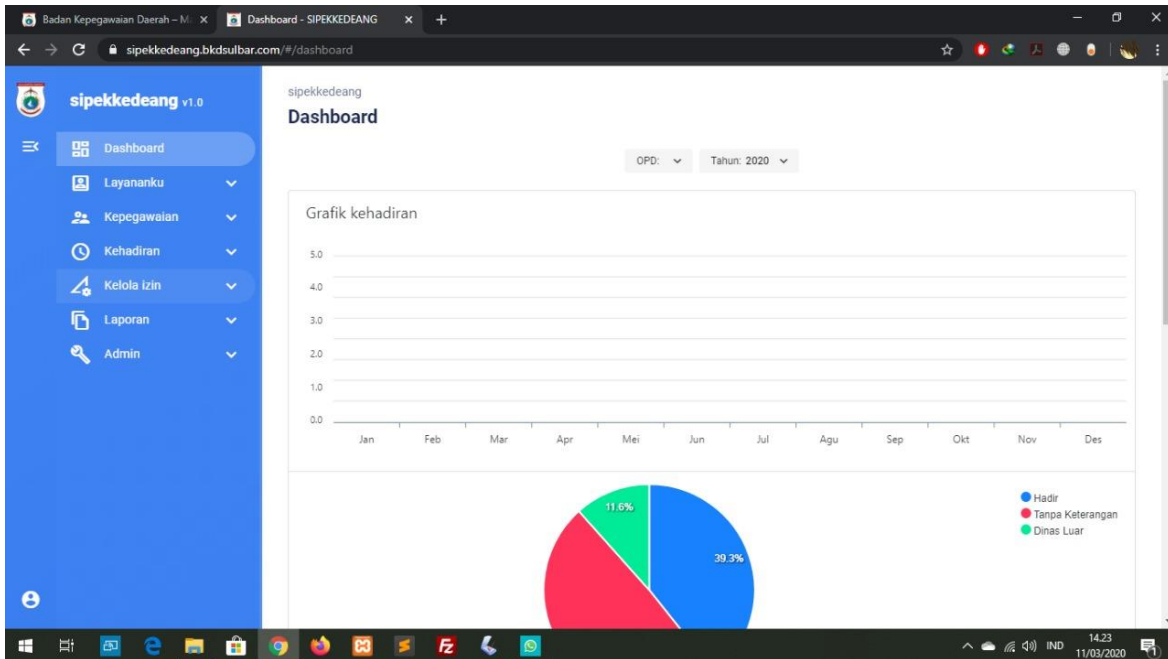 Badan Kepegawaian Daerah – M
Dashboard - SIPEKKEDEANG
sipekkedeang.bkdsulbar.com/#/dashboard
sipekkedeang v1.0
Dashboard
Layananku
Kepegawaian
Kehadiran
Kelola izin
Laporan
Admin
sipekkedeang
Dashboard
OPD:
Tahun: 2020
Grafik kehadiran
5.0
4.0
3.0
2.0
1.0
0.0
Jan Feb Mar Apr Mei Jun Jul Agu Sep Okt Nov Des
11.6%
39.3%
Hadir
Tanpa Keterangan
Dinas Luar
IND
14.23
11/03/2020